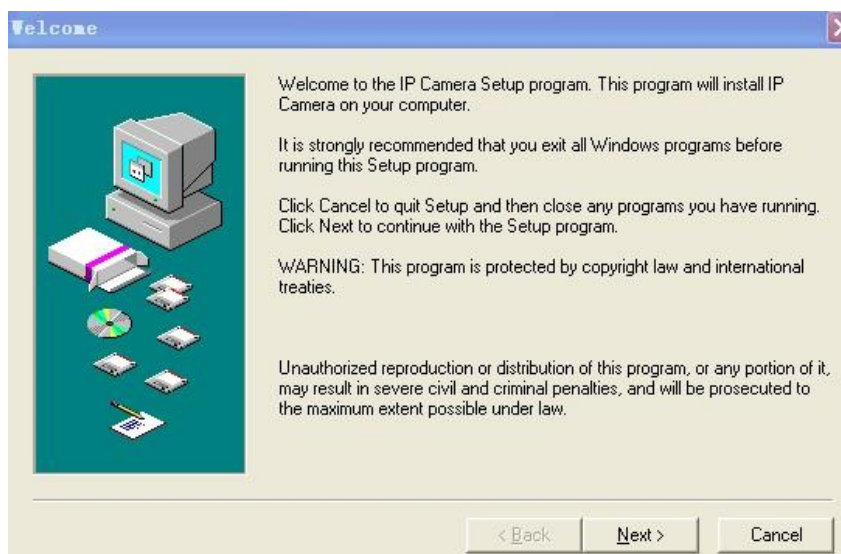 Welcome
Welcome to the IP Camera Setup program. This program will install IP
Camera on your computer.
It is strongly recommended that you exit all Windows programs before
running this Setup program.
Click Cancel to quit Setup and then close any programs you have running.
Click Next to continue with the Setup program.
WARNING: This program is protected by copyright law and international
treaties.
Unauthorized reproduction or distribution of this program, or any portion of it,
may result in severe civil and criminal penalties, and will be prosecuted to
the maximum extent possible under law.
< Back
Next >
Cancel